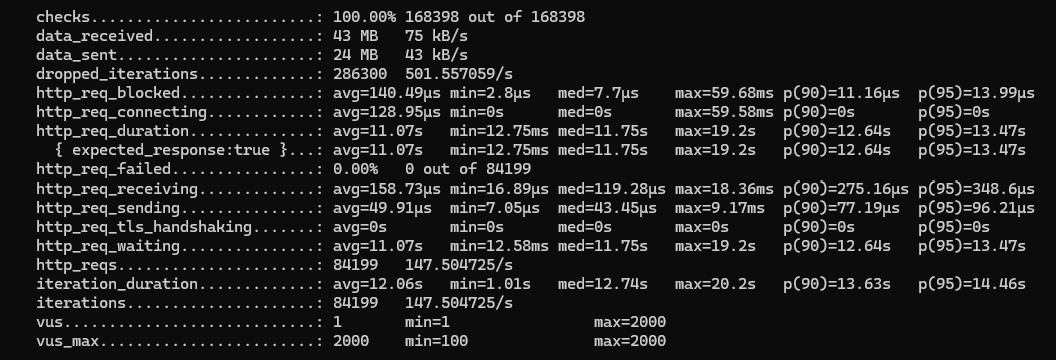 checks.........................: 100.00% 168398 out of 168398
data_received..................: 43 MB   75 kB/s
data_sent......................: 24 MB   43 kB/s
dropped_iterations.............: 286300  501.557059/s
http_req_blocked...............: avg=140.49µs min=2.8µs   med=7.7µs    max=59.68ms p(90)=11.16µs  p(95)=13.99µs
http_req_connecting............: avg=128.95µs min=0s      med=0s       max=59.58ms p(90)=0s       p(95)=0s
http_req_duration..............: avg=11.07s   min=12.75ms med=11.75s   max=19.2s   p(90)=12.64s   p(95)=13.47s
  { expected_response:true }...: avg=11.07s   min=12.75ms med=11.75s   max=19.2s   p(90)=12.64s   p(95)=13.47s
http_req_failed................: 0.00%   0 out of 84199
http_req_receiving.............: avg=158.73µs min=16.89µs med=119.28µs max=18.36ms p(90)=275.16µs p(95)=348.6µs
http_req_sending...............: avg=49.91µs  min=7.05µs  med=43.45µs  max=9.17ms  p(90)=77.19µs  p(95)=96.21µs
http_req_tls_handshaking.......: avg=0s       min=0s      med=0s       max=0s      p(90)=0s       p(95)=0s
http_req_waiting...............: avg=11.07s   min=12.58ms med=11.75s   max=19.2s   p(90)=12.64s   p(95)=13.47s
http_reqs......................: 84199   147.504725/s
iteration_duration.............: avg=12.06s   min=1.01s   med=12.74s   max=20.2s   p(90)=13.63s   p(95)=14.46s
iterations.....................: 84199   147.504725/s
vus............................: 1       min=1                max=2000
vus_max........................: 2000    min=100              max=2000